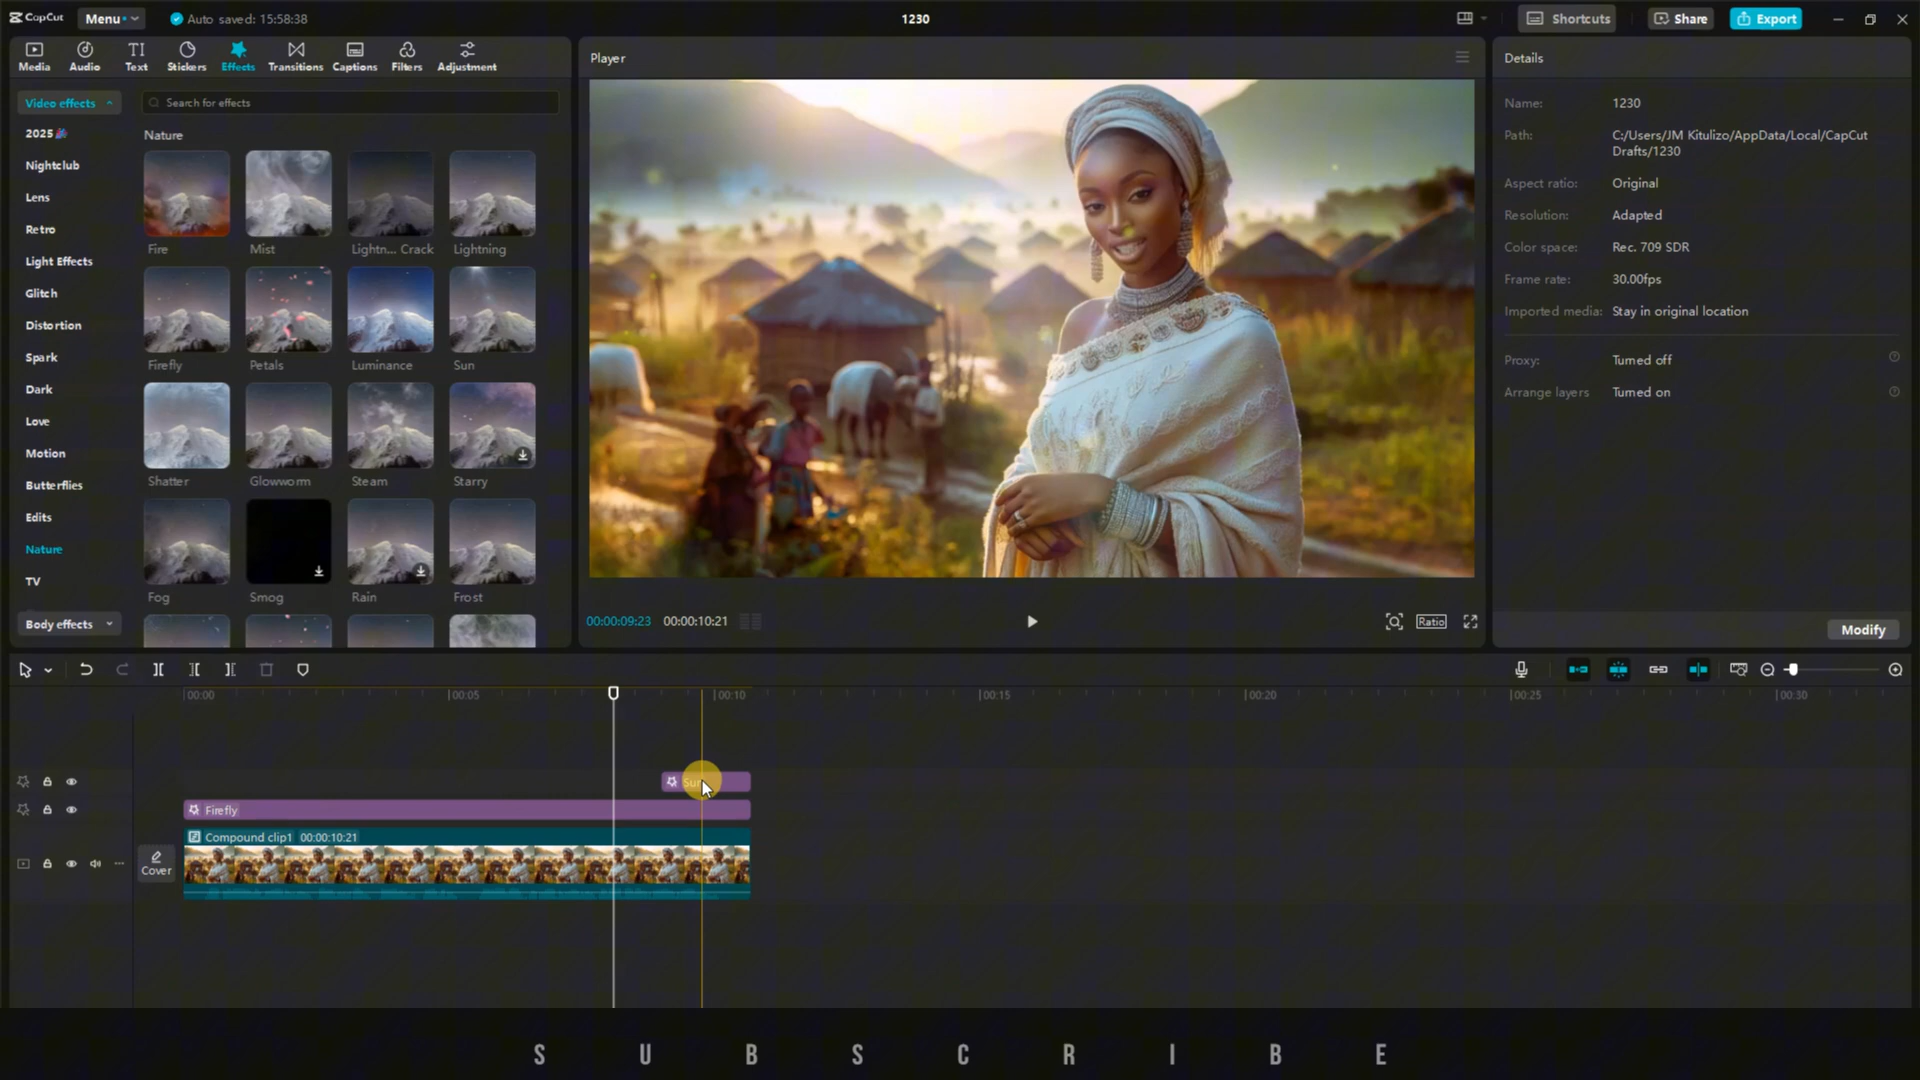 CapCut
Menu
Auto saved: 15:58:38
1230
Shortcuts
Share
Export
Media
Audio
Text
Stickers
Effects
Transitions
Captions
Filters
Adjustment
Player
Details
Video effects
Search for effects
2025
Nightclub
Lens
Retro
Light Effects
Glitch
Distortion
Spark
Dark
Love
Motion
Butterflies
Edits
Nature
TV
Body effects
Nature
Fire
Mist
Lightn... Crack
Lightning
Firefly
Petals
Luminance
Sun
Shatter
Glowworm
Steam
Starry
Fog
Smog
Rain
Frost
00:00:09:23
00:00:10:21
Ratio
Name:
1230
Path:
C:/Users/JM Kitulizo/AppData/Local/CapCut
Drafts/1230
Aspect ratio:
Original
Resolution:
Adapted
Color space:
Rec. 709 SDR
Frame rate:
30.00fps
Imported media:
Stay in original location
Proxy:
Turned off
Arrange layers
Turned on
Modify
00:00
00:05
00:10
00:15
00:20
00:25
00:30
Firefly
Compound clip1 00:00:10:21
Cover
S U B S C R I B E